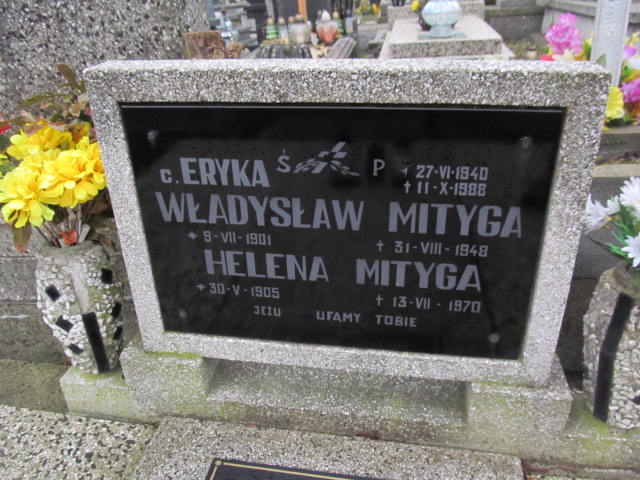 C. ERYKA Ś P + 27-VI-1940
+ 11-X-1988
WŁADYSŁAW MITYGA
✦ 9-VII-1901 + 31-VIII-1948
HELENA MITYGA
✦ 30-V-1905 + 13-VII-1970
JEZU UFAMY TOBIE